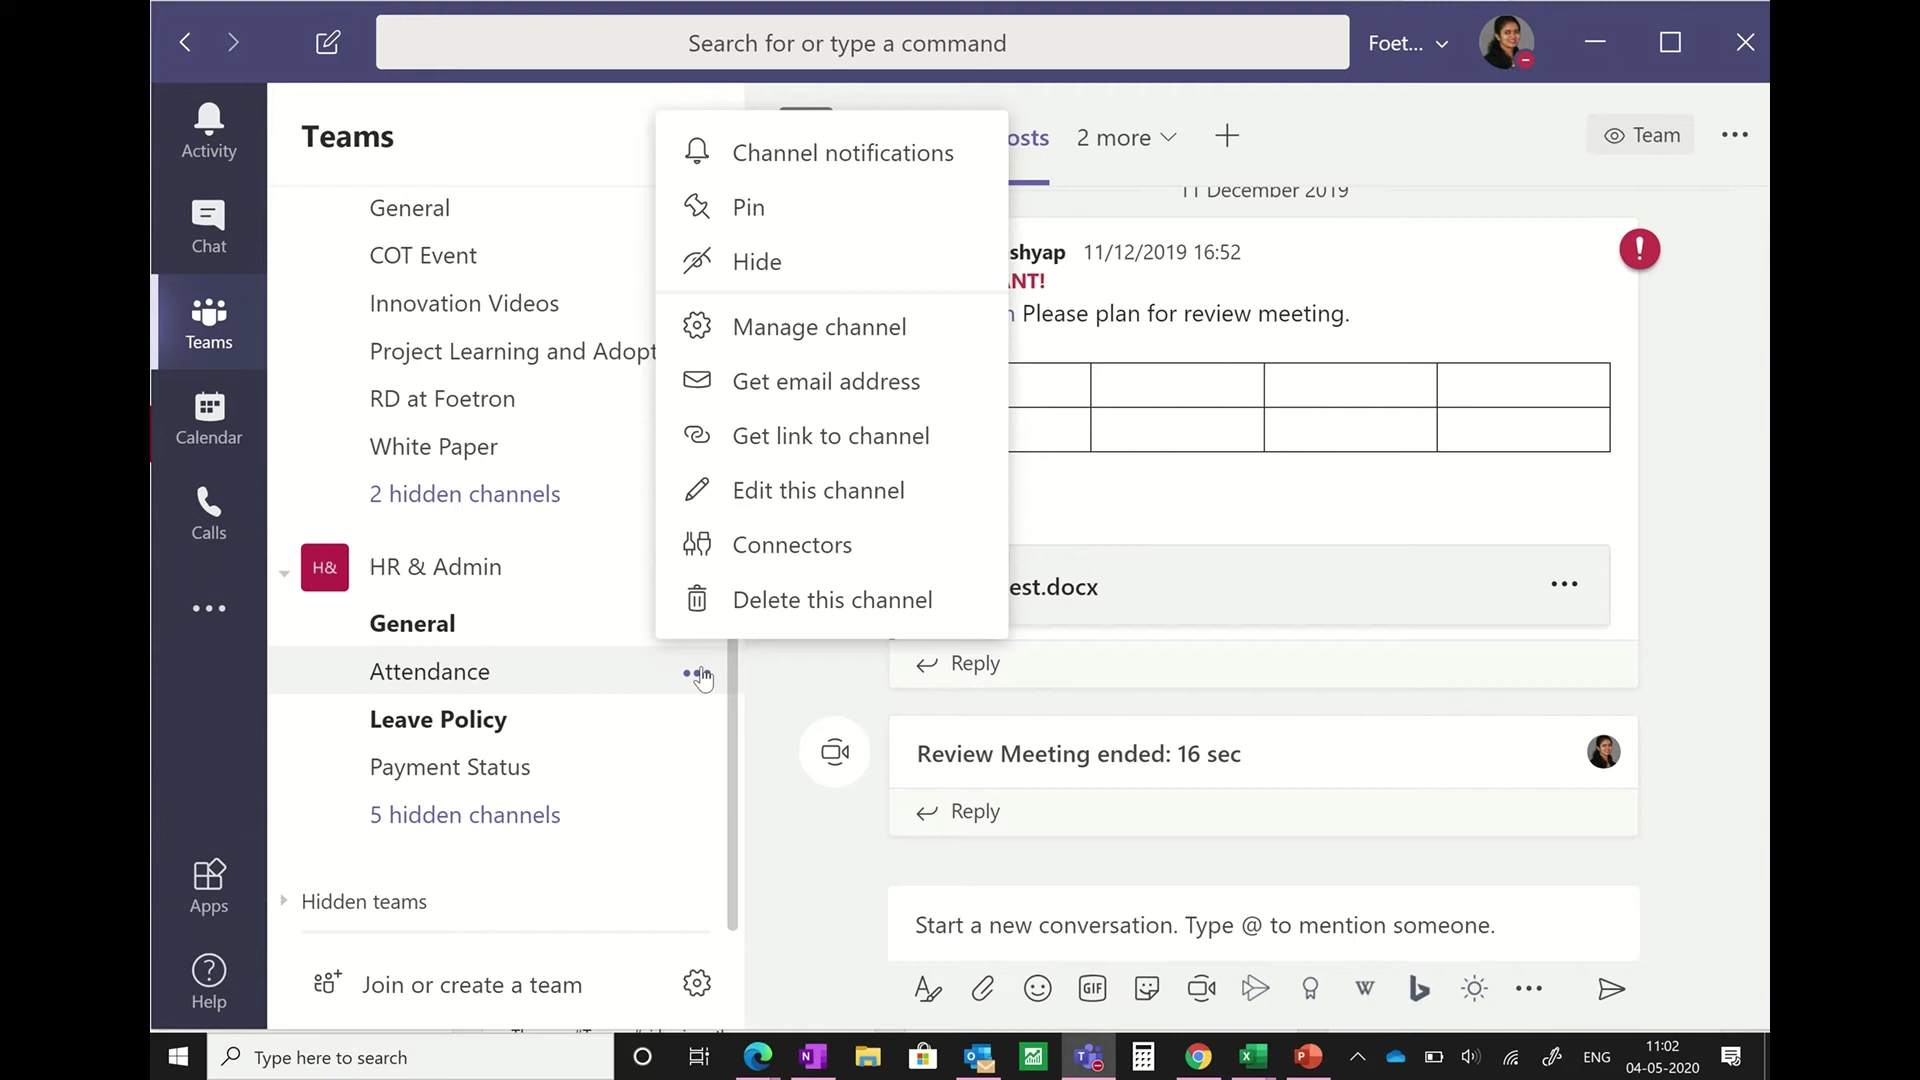 Search for or type a command
Foet...
Activity
Chat
Teams
Calendar
Calls
Apps
Help
Teams
General
COT Event
Innovation Videos
Project Learning and Adopt
RD at Foetron
White Paper
2 hidden channels
H&
HR & Admin
General
Attendance
Leave Policy
Payment Status
5 hidden channels
Hidden teams
Join or create a team
Channel notifications
Pin
Hide
Manage channel
Get email address
Get link to channel
Edit this channel
Connectors
Delete this channel
osts
2 more
Team
11 December 2019
shyap 11/12/2019 16:52
ANT!
n Please plan for review meeting.
est.docx
Reply
Review Meeting ended: 16 sec
Reply
Start a new conversation. Type @ to mention someone.
GIF
W
Type here to search
ENG
11:02
04-05-2020